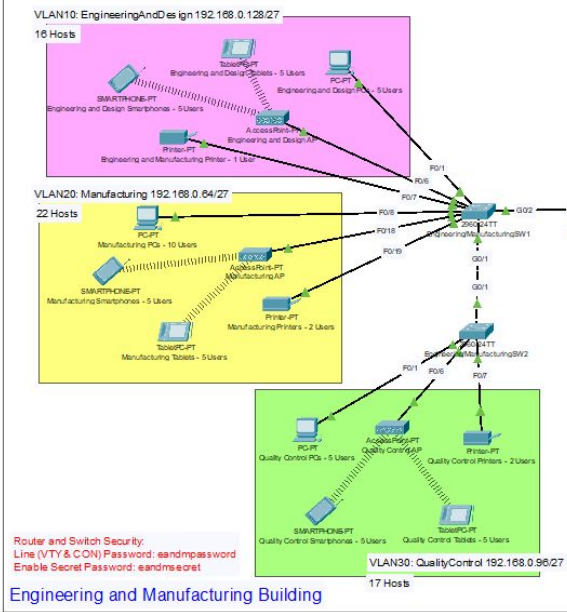 VLAN10: EngineeringAndDesign 192.168.0.128/27
16 Hosts
TabletPC-PT
Engineering and Design Tablets - 5 Users
SMARTPHONE-PT
Engineering and Design Smartphones - 5 Users
PC-PT
Engineering and Design PCs - 5 Users
AccessPoint-PT
Engineering and Design AP
Printer-PT
Engineering and Manufacturing Printer - 1 User
F0/1
F0/6
F0/7
VLAN20: Manufacturing 192.168.0.64/27
22 Hosts
PC-PT
Manufacturing PCs - 10 Users
F0/8
F0/18
F0/19
2960-24TT
EngineeringManufacturingSW1
G0/2
AccessPoint-PT
Manufacturing AP
SMARTPHONE-PT
Manufacturing Smartphones - 5 Users
Printer-PT
Manufacturing Printers - 2 Users
TabletPC-PT
Manufacturing Tablets - 5 Users
G0/1
G0/1
2960-24TT
EngineeringManufacturingSW2
F0/1
F0/6
F0/7
PC-PT
Quality Control PCs - 5 Users
AccessPoint-PT
Quality Control AP
Printer-PT
Quality Control Printers - 2 Users
SMARTPHONE-PT
Quality Control Smartphones - 5 Users
TabletPC-PT
Quality Control Tablets - 5 Users
VLAN30: QualityControl 192.168.0.96/27
17 Hosts
Router and Switch Security:
Line (VTY & CON) Password: eandmpassword
Enable Secret Password: eandmsecret
Engineering and Manufacturing Building